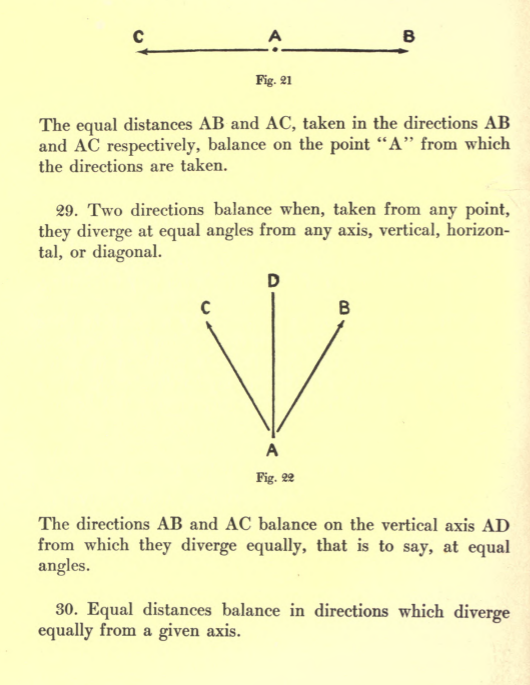 C A B
Fig. 21
The equal distances AB and AC, taken in the directions AB
and AC respectively, balance on the point “A” from which
the directions are taken.
29. Two directions balance when, taken from any point,
they diverge at equal angles from any axis, vertical, horizon-
tal, or diagonal.
D
C B
A
Fig. 22
The directions AB and AC balance on the vertical axis AD
from which they diverge equally, that is to say, at equal
angles.
30. Equal distances balance in directions which diverge
equally from a given axis.